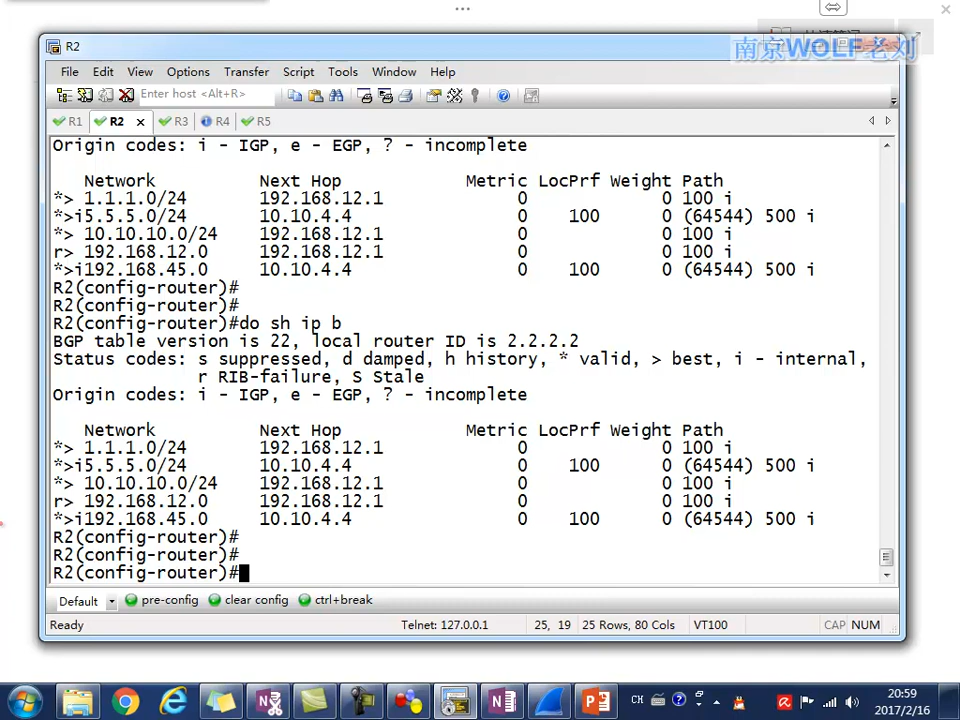 R2
南京WOLF老刘
File Edit View Options Transfer Script Tools Window Help
Enter host <Alt+R>
R1 R2 R3 R4 R5
Origin codes: i - IGP, e - EGP, ? - incomplete
Network Next Hop Metric LocPrf Weight Path
*> 1.1.1.0/24 192.168.12.1 0 0 100 i
*>i5.5.5.0/24 10.10.4.4 0 100 0 (64544) 500 i
*> 10.10.10.0/24 192.168.12.1 0 0 100 i
r> 192.168.12.0 192.168.12.1 0 0 100 i
*>i192.168.45.0 10.10.4.4 0 100 0 (64544) 500 i
R2(config-router)#
R2(config-router)#
R2(config-router)#do sh ip b
BGP table version is 22, local router ID is 2.2.2.2
Status codes: s suppressed, d damped, h history, * valid, > best, i - internal,
r RIB-failure, S Stale
Origin codes: i - IGP, e - EGP, ? - incomplete
Network Next Hop Metric LocPrf Weight Path
*> 1.1.1.0/24 192.168.12.1 0 0 100 i
*>i5.5.5.0/24 10.10.4.4 0 100 0 (64544) 500 i
*> 10.10.10.0/24 192.168.12.1 0 0 100 i
r> 192.168.12.0 192.168.12.1 0 0 100 i
*>i192.168.45.0 10.10.4.4 0 100 0 (64544) 500 i
R2(config-router)#
R2(config-router)#
R2(config-router)#
Default pre-config clear config ctrl+break
Ready Telnet: 127.0.0.1 25, 19 25 Rows, 80 Cols VT100 CAP NUM
CH 20:59
2017/2/16